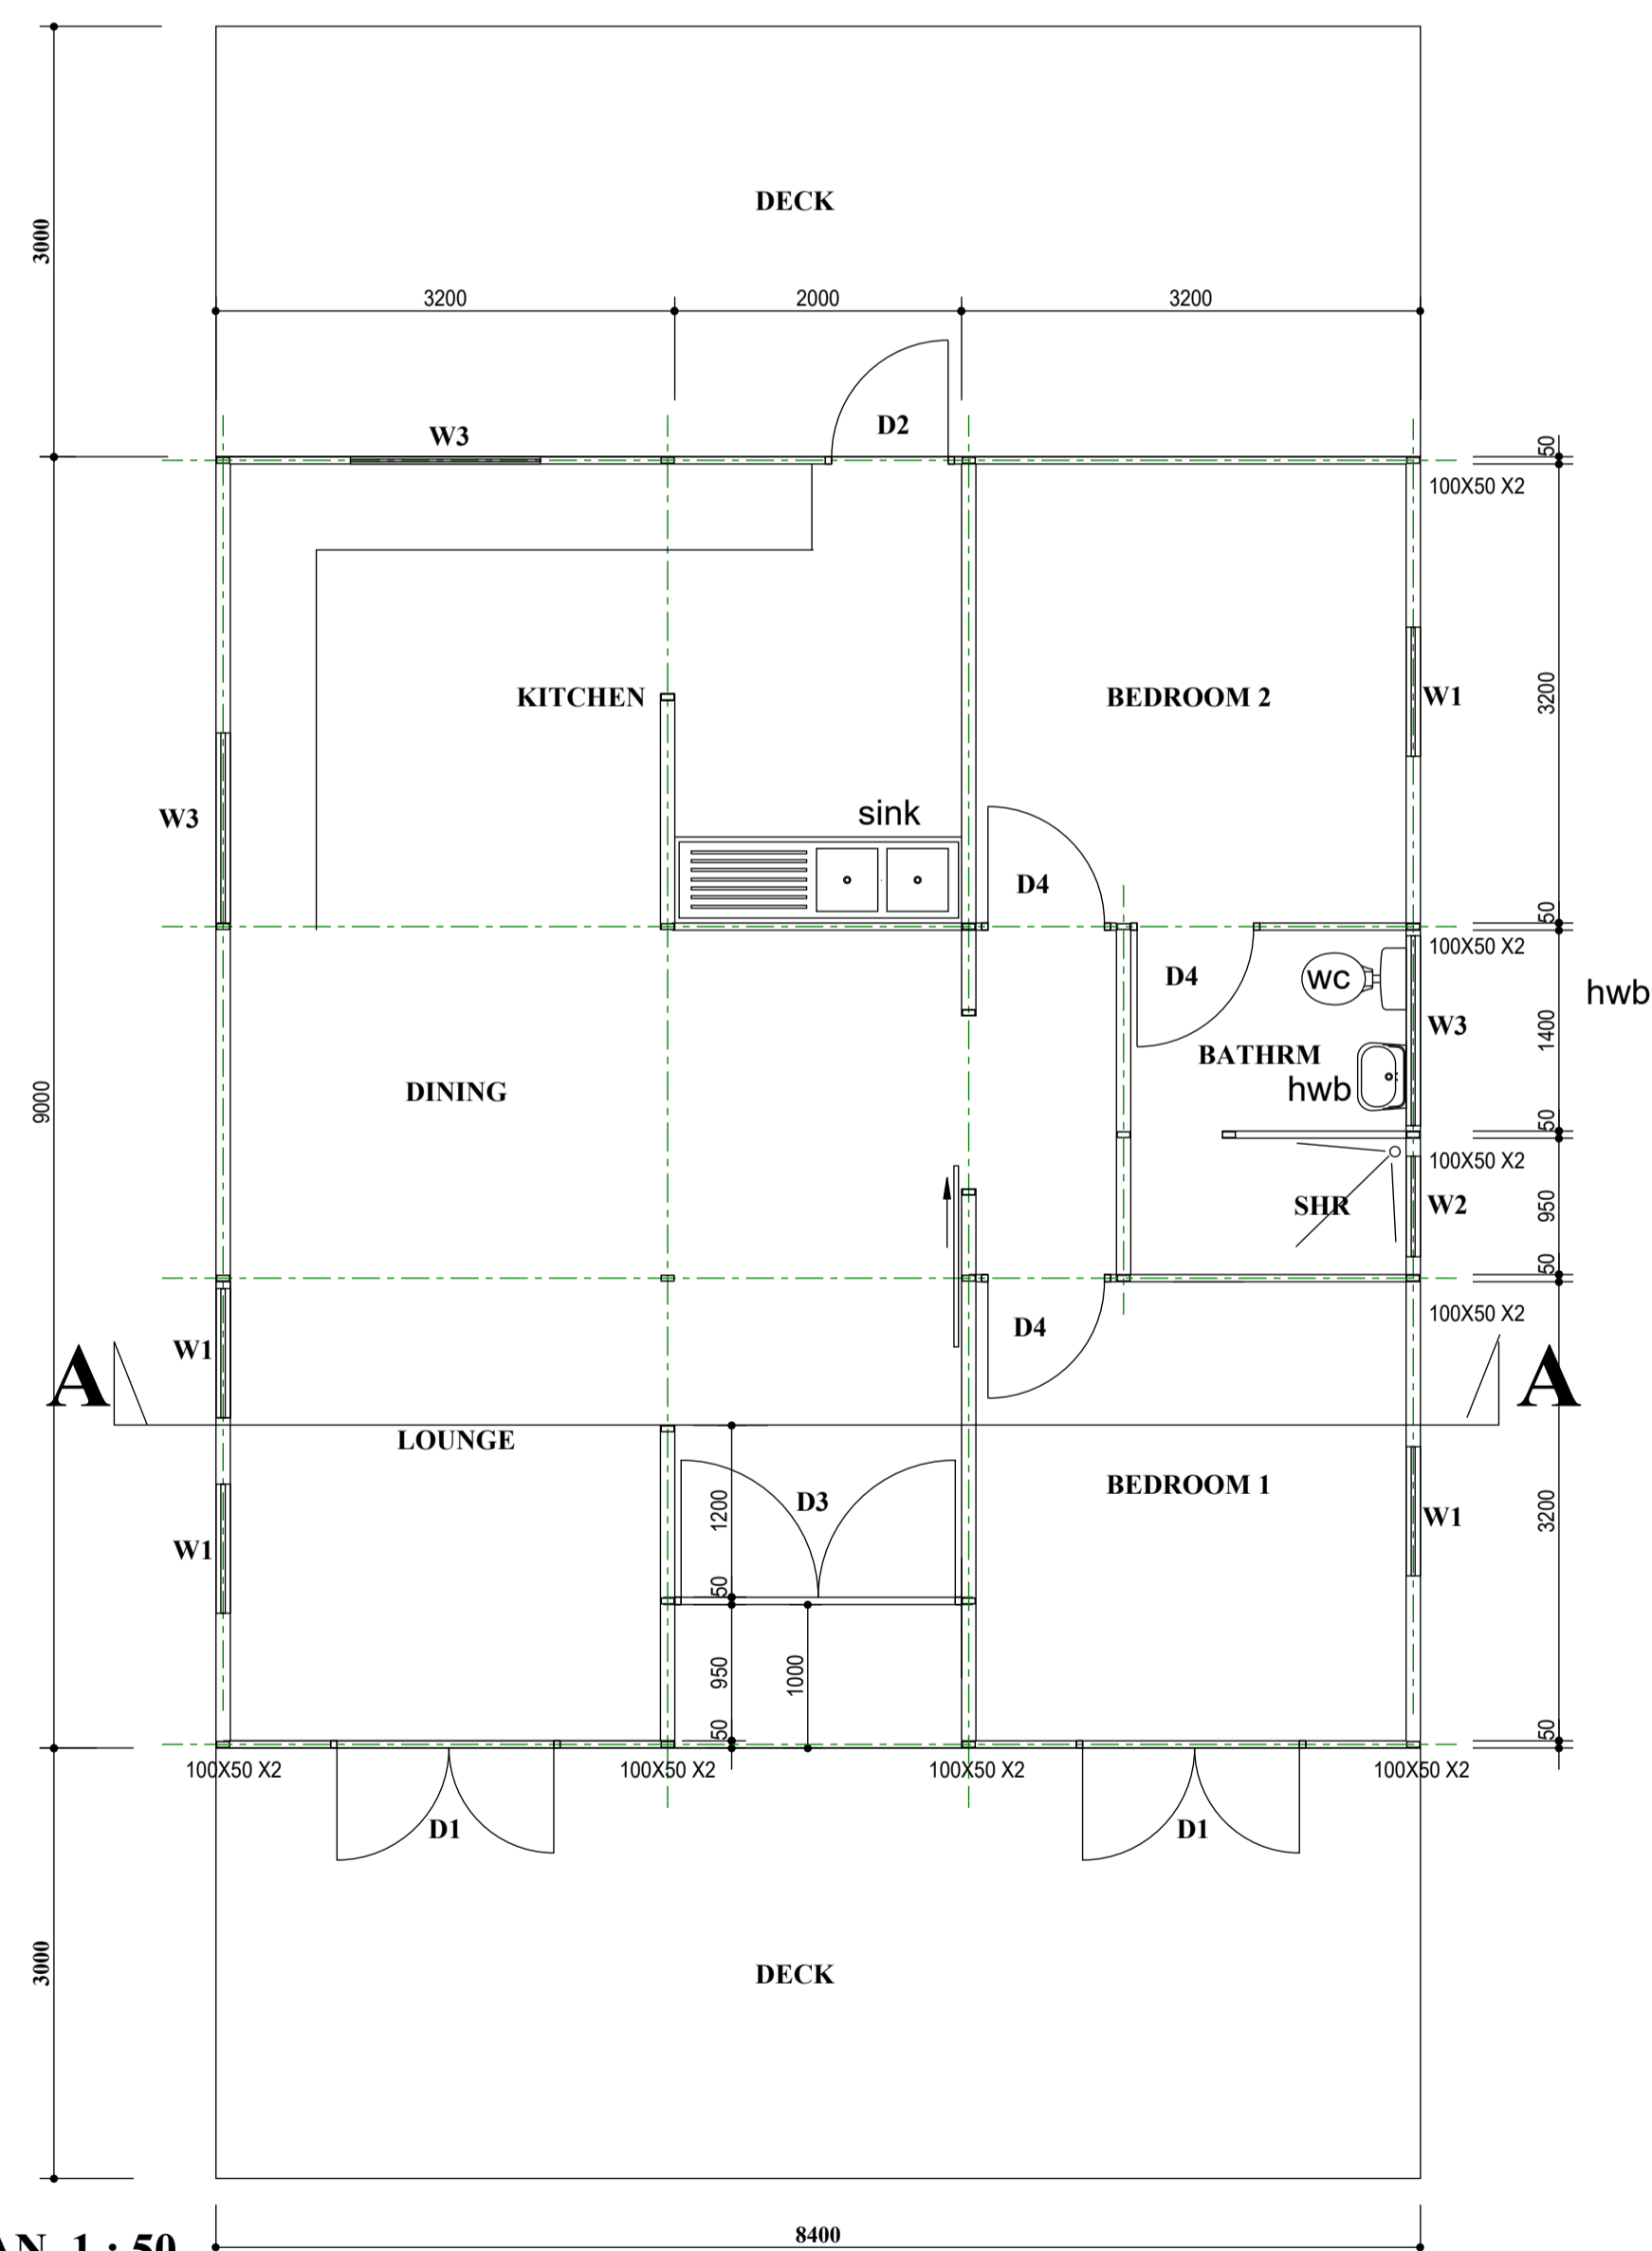 DECK
3000
3200 2000 3200
D2
W3
50
100X50 X2
KITCHEN BEDROOM 2 W1 3200
W3 sink
D4
50
100X50 X2
D4 WC hwb
W3 1400
BATHRM
DINING hwb
9000
50
100X50 X2
SHR W2 950
50
D4 100X50 X2
W1
A A
LOUNGE
BEDROOM 1
D3 1200 W1 3200
W1
50
950 1000
50 50
100X50 X2 100X50 X2 100X50 X2 100X50 X2
D1 D1
3000
DECK
8400
1 : 50